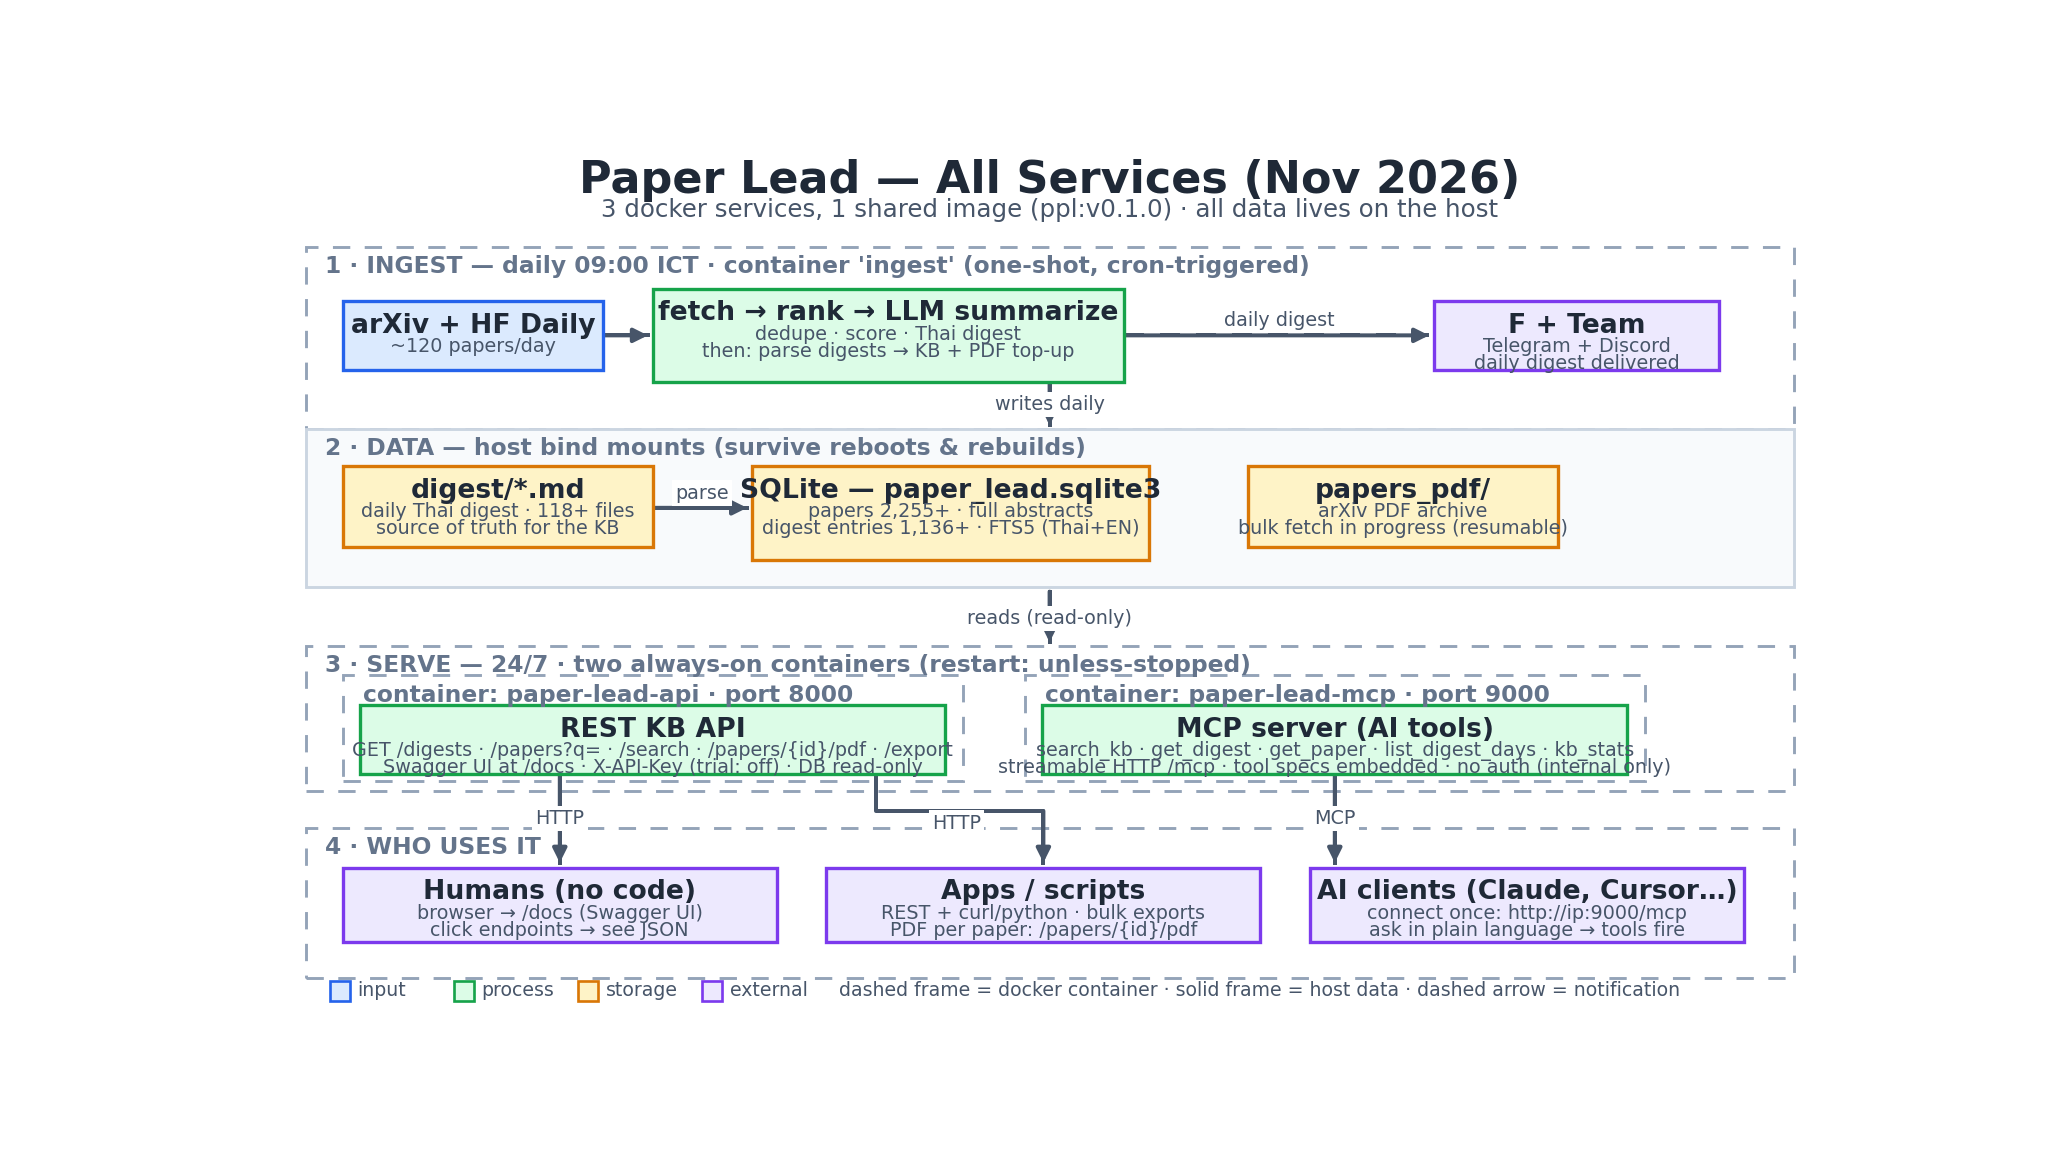 Paper Lead — All Services (Nov 2026)
3 docker services, 1 shared image (ppl:v0.1.0) · all data lives on the host
1 · INGEST — daily 09:00 ICT · container 'ingest' (one-shot, cron-triggered)
arXiv + HF Daily
~120 papers/day
fetch → rank → LLM summarize
dedupe · score · Thai digest
then: parse digests → KB + PDF top-up
daily digest
F + Team
Telegram + Discord
daily digest delivered
writes daily
2 · DATA — host bind mounts (survive reboots & rebuilds)
digest/*.md
daily Thai digest · 118+ files
source of truth for the KB
parse
SQLite — paper_lead.sqlite3
papers 2,255+ · full abstracts
digest entries 1,136+ · FTS5 (Thai+EN)
papers_pdf/
arXiv PDF archive
bulk fetch in progress (resumable)
reads (read-only)
3 · SERVE — 24/7 · two always-on containers (restart: unless-stopped)
container: paper-lead-api · port 8000
REST KB API
GET /digests · /papers?q= · /search · /papers/{id}/pdf · /export
Swagger UI at /docs · X-API-Key (trial: off) · DB read-only
container: paper-lead-mcp · port 9000
MCP server (AI tools)
search_kb · get_digest · get_paper · list_digest_days · kb_stats
streamable HTTP /mcp · tool specs embedded · no auth (internal only)
HTTP
HTTP
MCP
4 · WHO USES IT
Humans (no code)
browser → /docs (Swagger UI)
click endpoints → see JSON
Apps / scripts
REST + curl/python · bulk exports
PDF per paper: /papers/{id}/pdf
AI clients (Claude, Cursor…)
connect once: http://ip:9000/mcp
ask in plain language → tools fire
input
process
storage
external
dashed frame = docker container · solid frame = host data · dashed arrow = notification